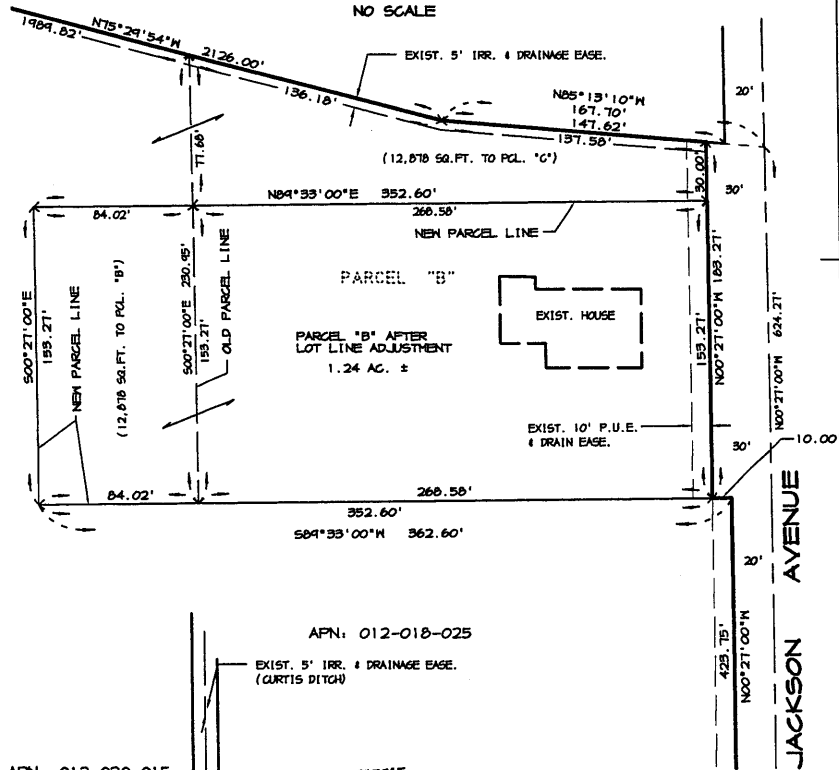 NO SCALE
1989.82'
N75°29'54"W
2126.00'
136.18'
EXIST. 5' IRR. & DRAINAGE EASE.
N85°13'10"W
167.70'
147.62'
137.58'
20'
77.68'
(12,878 SQ.FT. TO PCL. "C")
30.00'
30'
N89°33'00"E 352.60'
84.02'
268.58'
NEW PARCEL LINE
S00°27'00"E
153.27'
NEW PARCEL LINE
(12,878 SQ.FT. TO PCL. "B")
S00°27'00"E 230.95'
153.27'
OLD PARCEL LINE
PARCEL "B"
EXIST. HOUSE
PARCEL "B" AFTER
LOT LINE ADJUSTMENT
1.24 AC. ±
153.27'
N00°27'00"W 183.27'
N00°27'00"W 624.27'
EXIST. 10' P.U.E.
& DRAIN EASE.
30'
10.00
84.02'
268.58'
352.60'
S89°33'00"W 362.60'
20'
JACKSON AVENUE
APN: 012-018-025
EXIST. 5' IRR. & DRAINAGE EASE.
(CURTIS DITCH)
423.75'
N00°27'00"W